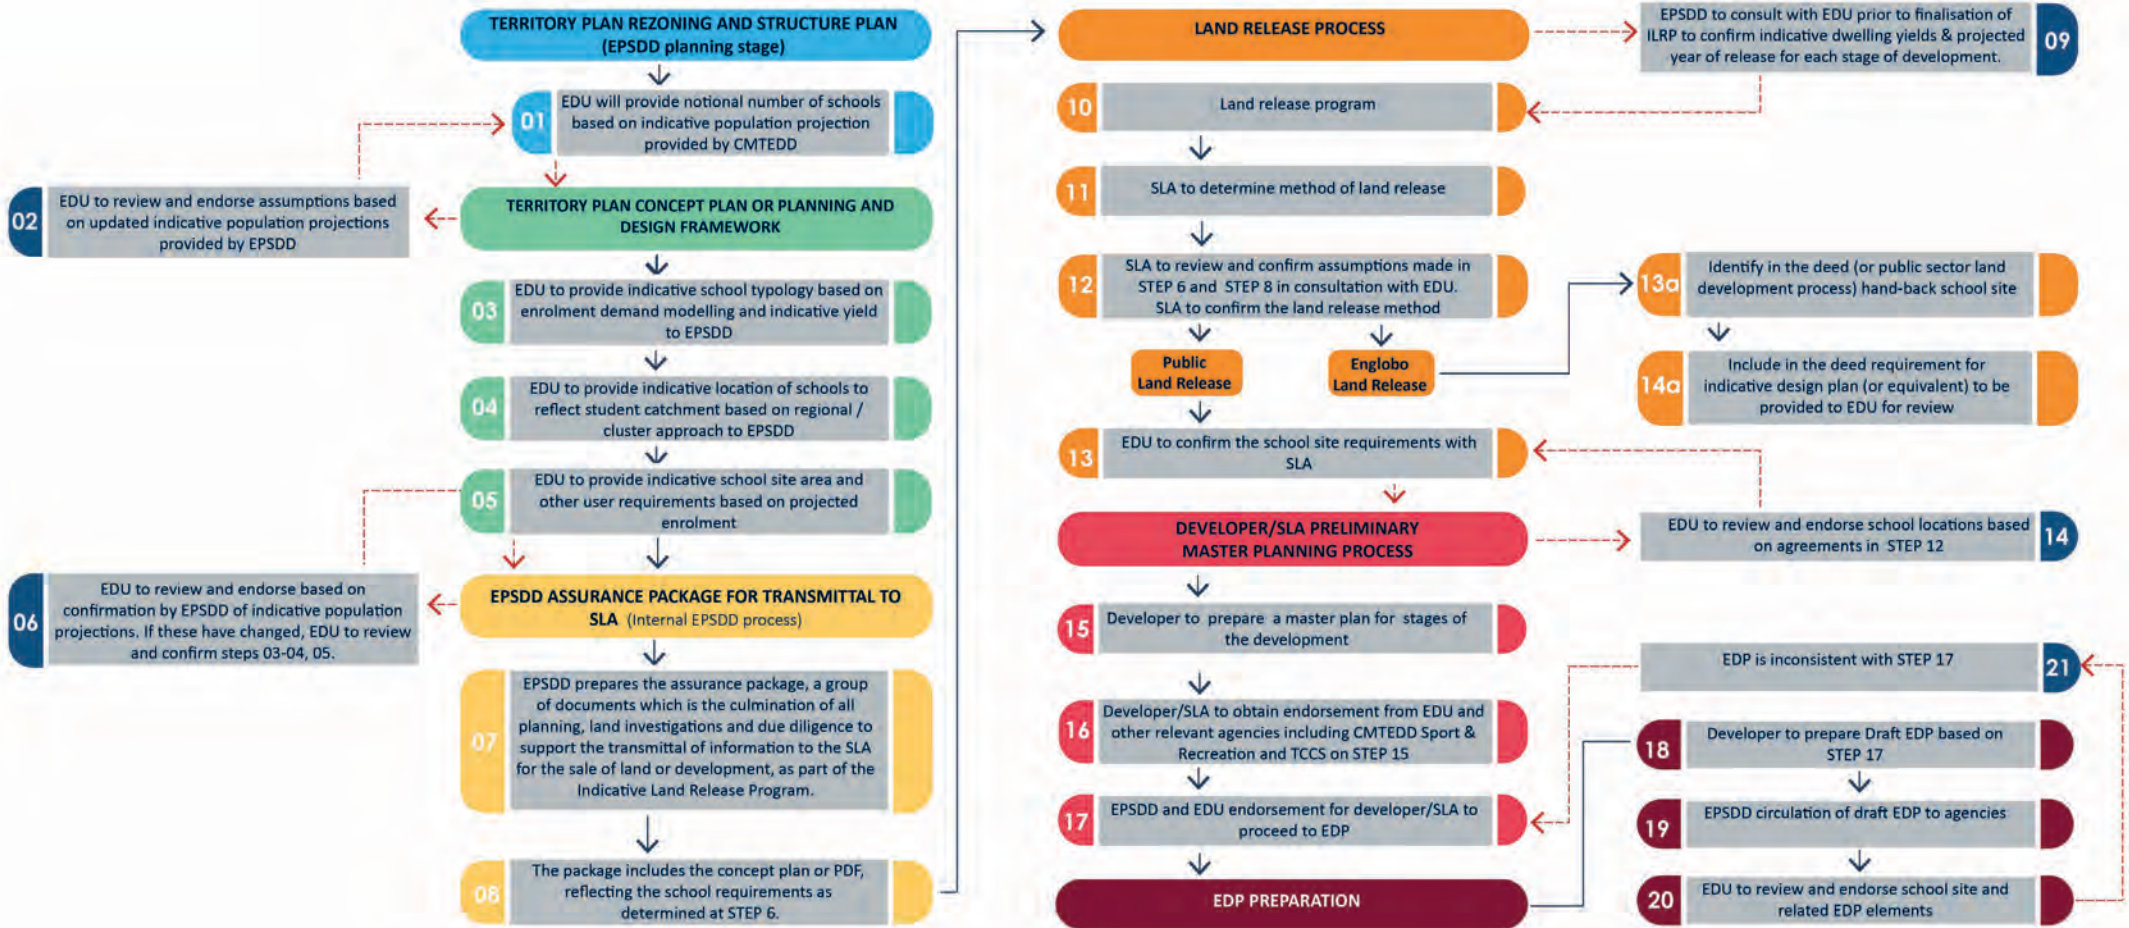 TERRITORY PLAN REZONING AND STRUCTURE PLAN
(EPSDD planning stage)
01
EDU will provide notional number of schools
based on indicative population projection
provided by CMTEDD
02
EDU to review and endorse assumptions based
on updated indicative population projections
provided by EPSDD
TERRITORY PLAN CONCEPT PLAN OR PLANNING AND
DESIGN FRAMEWORK
03
EDU to provide indicative school typology based on
enrolment demand modelling and indicative yield
to EPSDD
04
EDU to provide indicative location of schools to
reflect student catchment based on regional /
cluster approach to EPSDD
05
EDU to provide indicative school site area and
other user requirements based on projected
enrolment
06
EDU to review and endorse based on
confirmation by EPSDD of indicative population
projections. If these have changed, EDU to review
and confirm steps 03-04, 05.
EPSDD ASSURANCE PACKAGE FOR TRANSMITTAL TO
SLA (Internal EPSDD process)
07
EPSDD prepares the assurance package, a group
of documents which is the culmination of all
planning, land investigations and due diligence to
support the transmittal of information to the SLA
for the sale of land or development, as part of the
Indicative Land Release Program.
08
The package includes the concept plan or PDF,
reflecting the school requirements as
determined at STEP 6.
LAND RELEASE PROCESS
EPSDD to consult with EDU prior to finalisation of
ILRP to confirm indicative dwelling yields & projected
year of release for each stage of development.
09
10
Land release program
11
SLA to determine method of land release
12
SLA to review and confirm assumptions made in
STEP 6 and STEP 8 in consultation with EDU.
SLA to confirm the land release method
Public
Land Release
Englobo
Land Release
13a
Identify in the deed (or public sector land
development process) hand-back school site
14a
Include in the deed requirement for
indicative design plan (or equivalent) to be
provided to EDU for review
13
EDU to confirm the school site requirements with
SLA
DEVELOPER/SLA PRELIMINARY
MASTER PLANNING PROCESS
EDU to review and endorse school locations based
on agreements in STEP 12
14
15
Developer to prepare a master plan for stages of
the development
16
Developer/SLA to obtain endorsement from EDU and
other relevant agencies including CMTEDD Sport &
Recreation and TCCS on STEP 15
17
EPSDD and EDU endorsement for developer/SLA to
proceed to EDP
EDP PREPARATION
EDP is inconsistent with STEP 17
21
18
Developer to prepare Draft EDP based on
STEP 17
19
EPSDD circulation of draft EDP to agencies
20
EDU to review and endorse school site and
related EDP elements